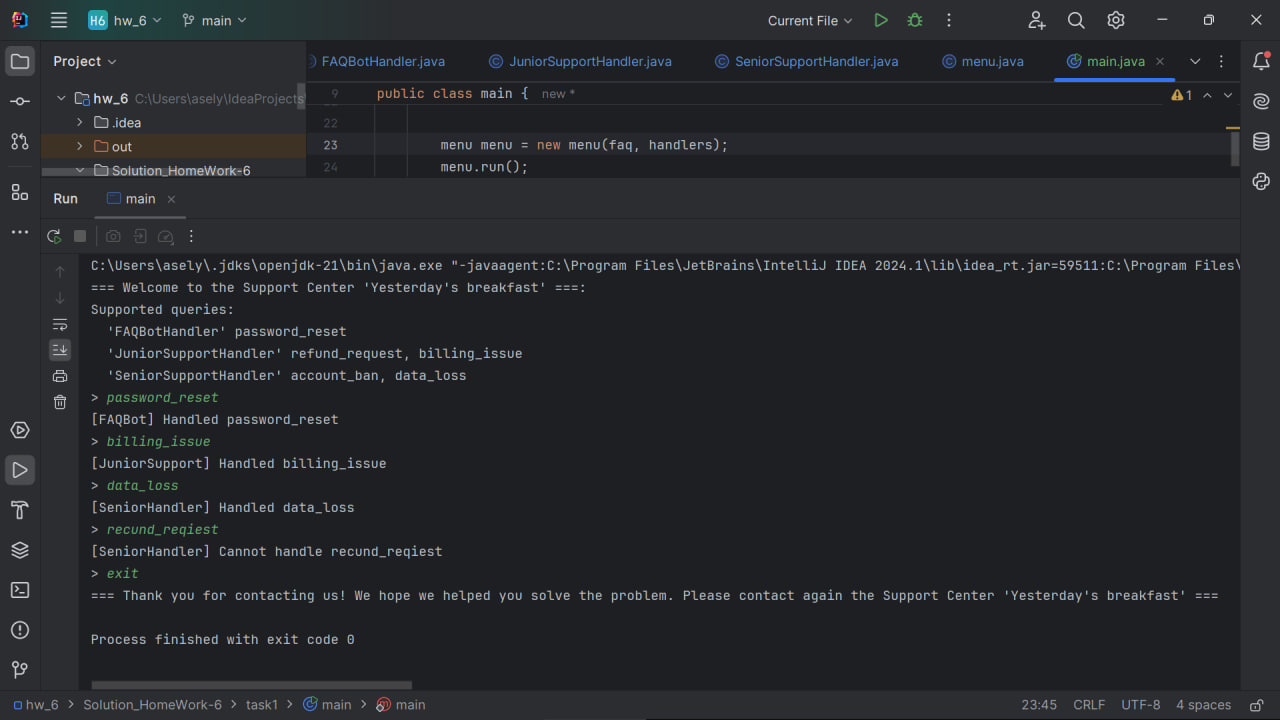 H6 hw_6 main Current File
Project FAQBotHandler.java JuniorSupportHandler.java SeniorSupportHandler.java menu.java main.java
hw_6 C:\Users\asely\IdeaProjects
.idea
out
Solution_HomeWork-6
9 public class main { new * 1
22
23 menu menu = new menu(faq, handlers);
24 menu.run();
Run main
C:\Users\asely\.jdks\openjdk-21\bin\java.exe "-javaagent:C:\Program Files\JetBrains\IntelliJ IDEA 2024.1\lib\idea_rt.jar=59511:C:\Program Files\
=== Welcome to the Support Center 'Yesterday's breakfast' ===:
Supported queries:
'FAQBotHandler' password_reset
'JuniorSupportHandler' refund_request, billing_issue
'SeniorSupportHandler' account_ban, data_loss
> password_reset
[FAQBot] Handled password_reset
> billing_issue
[JuniorSupport] Handled billing_issue
> data_loss
[SeniorHandler] Handled data_loss
> recund_reqiest
[SeniorHandler] Cannot handle recund_reqiest
> exit
=== Thank you for contacting us! We hope we helped you solve the problem. Please contact again the Support Center 'Yesterday's breakfast' ===
Process finished with exit code 0
hw_6 > Solution_HomeWork-6 > task1 > main > main 23:45 CRLF UTF-8 4 spaces